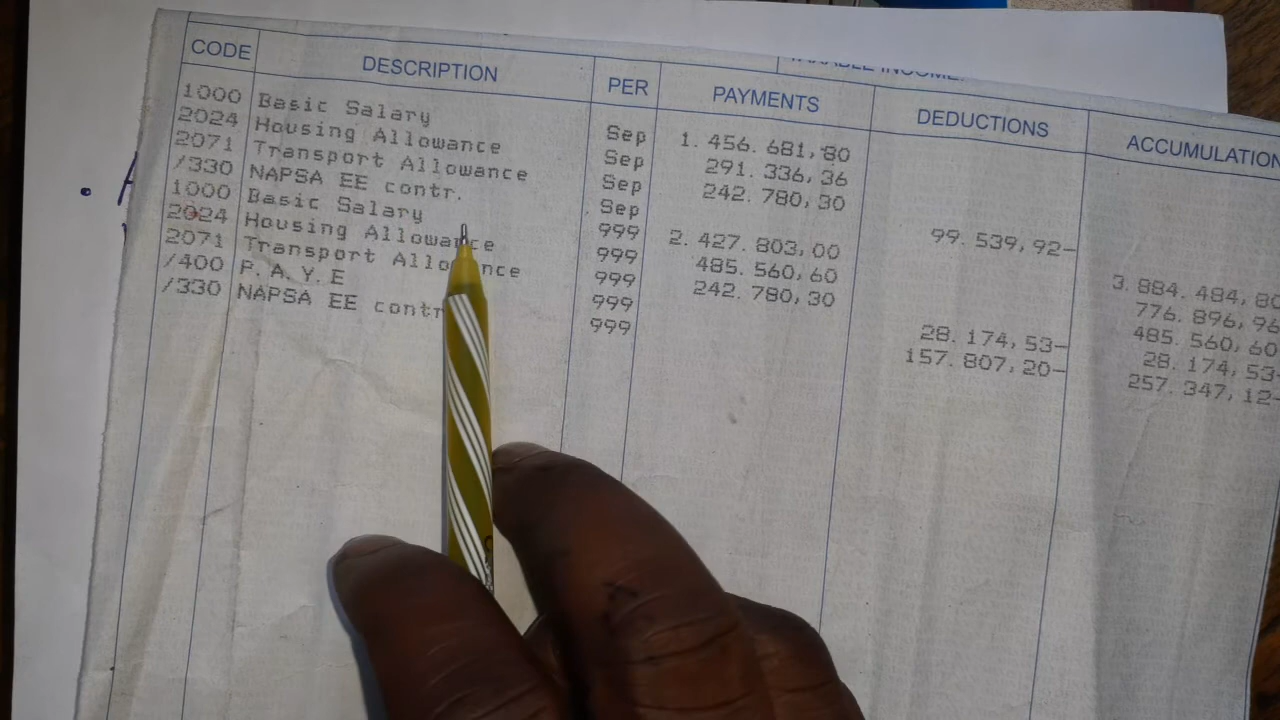 TAXABLE INCOME:
CODE DESCRIPTION PER PAYMENTS DEDUCTIONS ACCUMULATION
1000 Basic Salary Sep 1. 456. 681, 80
2024 Housing Allowance Sep 291. 336, 36
2071 Transport Allowance Sep 242. 780, 30
/330 NAPSA EE contr. Sep 99. 539, 92-
1000 Basic Salary 999 2. 427. 803, 00 3. 884. 484, 80
2024 Housing Allowance 999 485. 560, 60 776. 896, 96
2071 Transport Allowance 999 242. 780, 30 485. 560, 60
/400 P. A. Y. E 999 28. 174, 53- 28. 174, 53-
/330 NAPSA EE contr 999 157. 807, 20- 257. 347, 12-